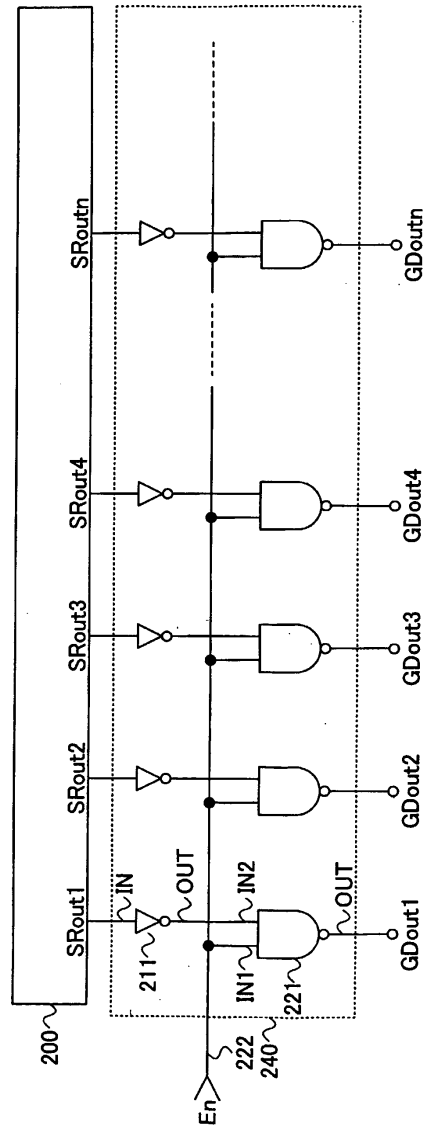 200
SRout1
SRout2
SRout3
SRout4
SRoutn
IN
211
OUT
IN1
IN2
221
OUT
En
222
240
GDout1
GDout2
GDout3
GDout4
GDoutn